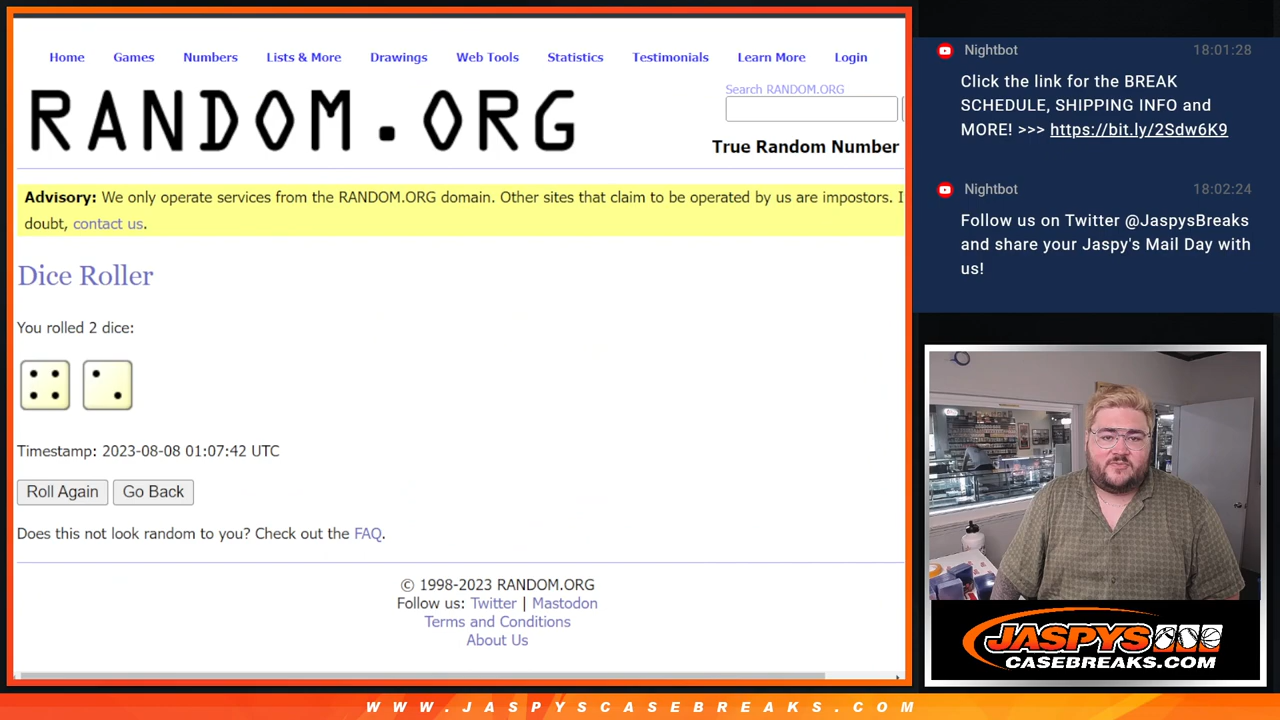 Home Games Numbers Lists & More Drawings Web Tools Statistics Testimonials Learn More Login
RANDOM.ORG
Search RANDOM.ORG
True Random Number
Advisory: We only operate services from the RANDOM.ORG domain. Other sites that claim to be operated by us are impostors. I
doubt, contact us.
Dice Roller
You rolled 2 dice:
Timestamp: 2023-08-08 01:07:42 UTC
Roll Again Go Back
Does this not look random to you? Check out the FAQ.
© 1998-2023 RANDOM.ORG
Follow us: Twitter | Mastodon
Terms and Conditions
About Us
Nightbot 18:01:28
Click the link for the BREAK
SCHEDULE, SHIPPING INFO and
MORE! >>> https://bit.ly/2Sdw6K9
Nightbot 18:02:24
Follow us on Twitter @JaspysBreaks
and share your Jaspy's Mail Day with
us!
JASPYS
CASEBREAKS.COM
WWW.JASPYSCASEBREAKS.COM